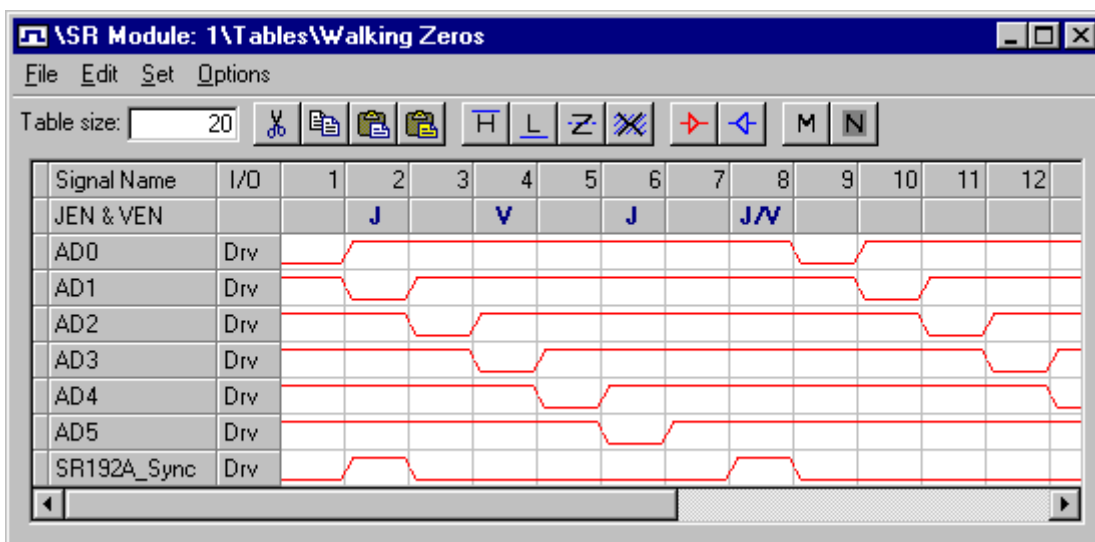 \SR Module: 1\Tables\Walking Zeros
File Edit Set Options
Table size: 20 H L Z M N
Signal Name I/O 1 2 3 4 5 6 7 8 9 10 11 12
JEN & VEN J V J J/V
AD0 Drv
AD1 Drv
AD2 Drv
AD3 Drv
AD4 Drv
AD5 Drv
SR192A_Sync Drv